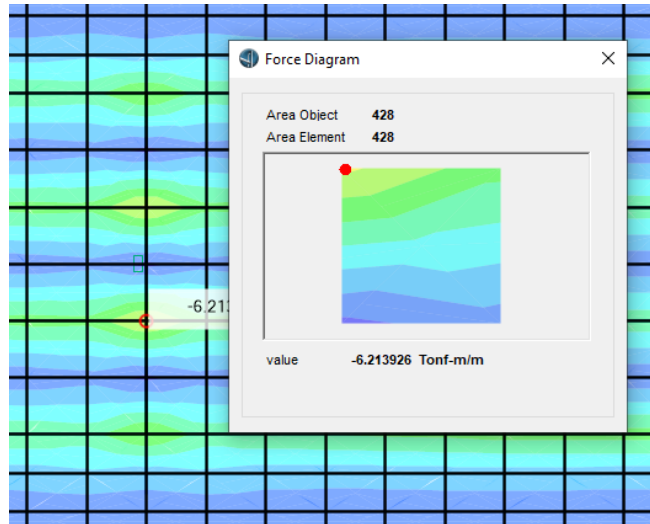 Force Diagram
Area Object 428
Area Element 428
-6.213
value -6.213926 Tonf-m/m